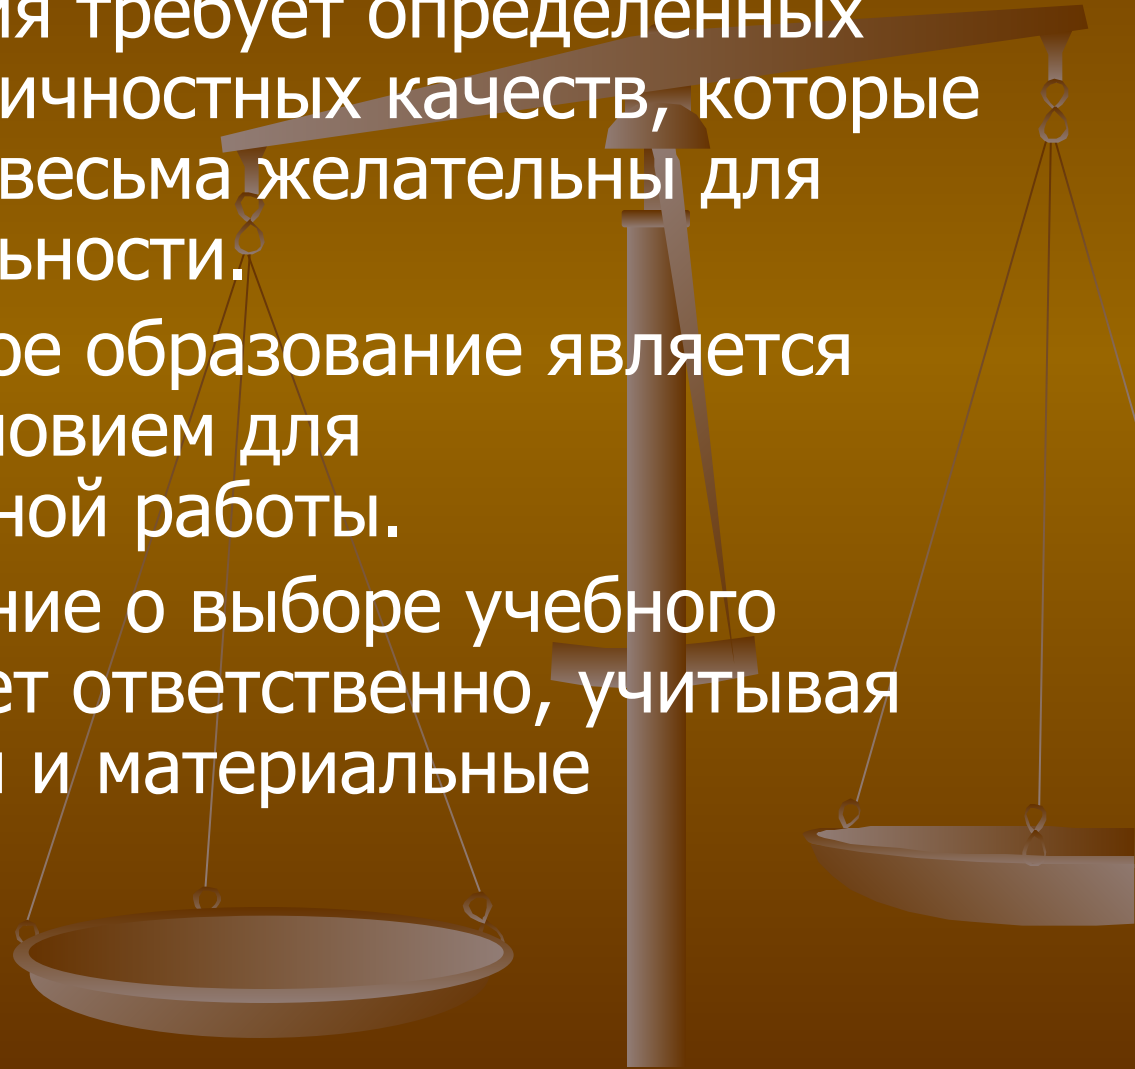 ия требует определенных
ичностных качеств, которые
весьма желательны для
ьности.
ое образование является
ловием для
ной работы.
ние о выборе учебного
ет ответственно, учитывая
и и материальные